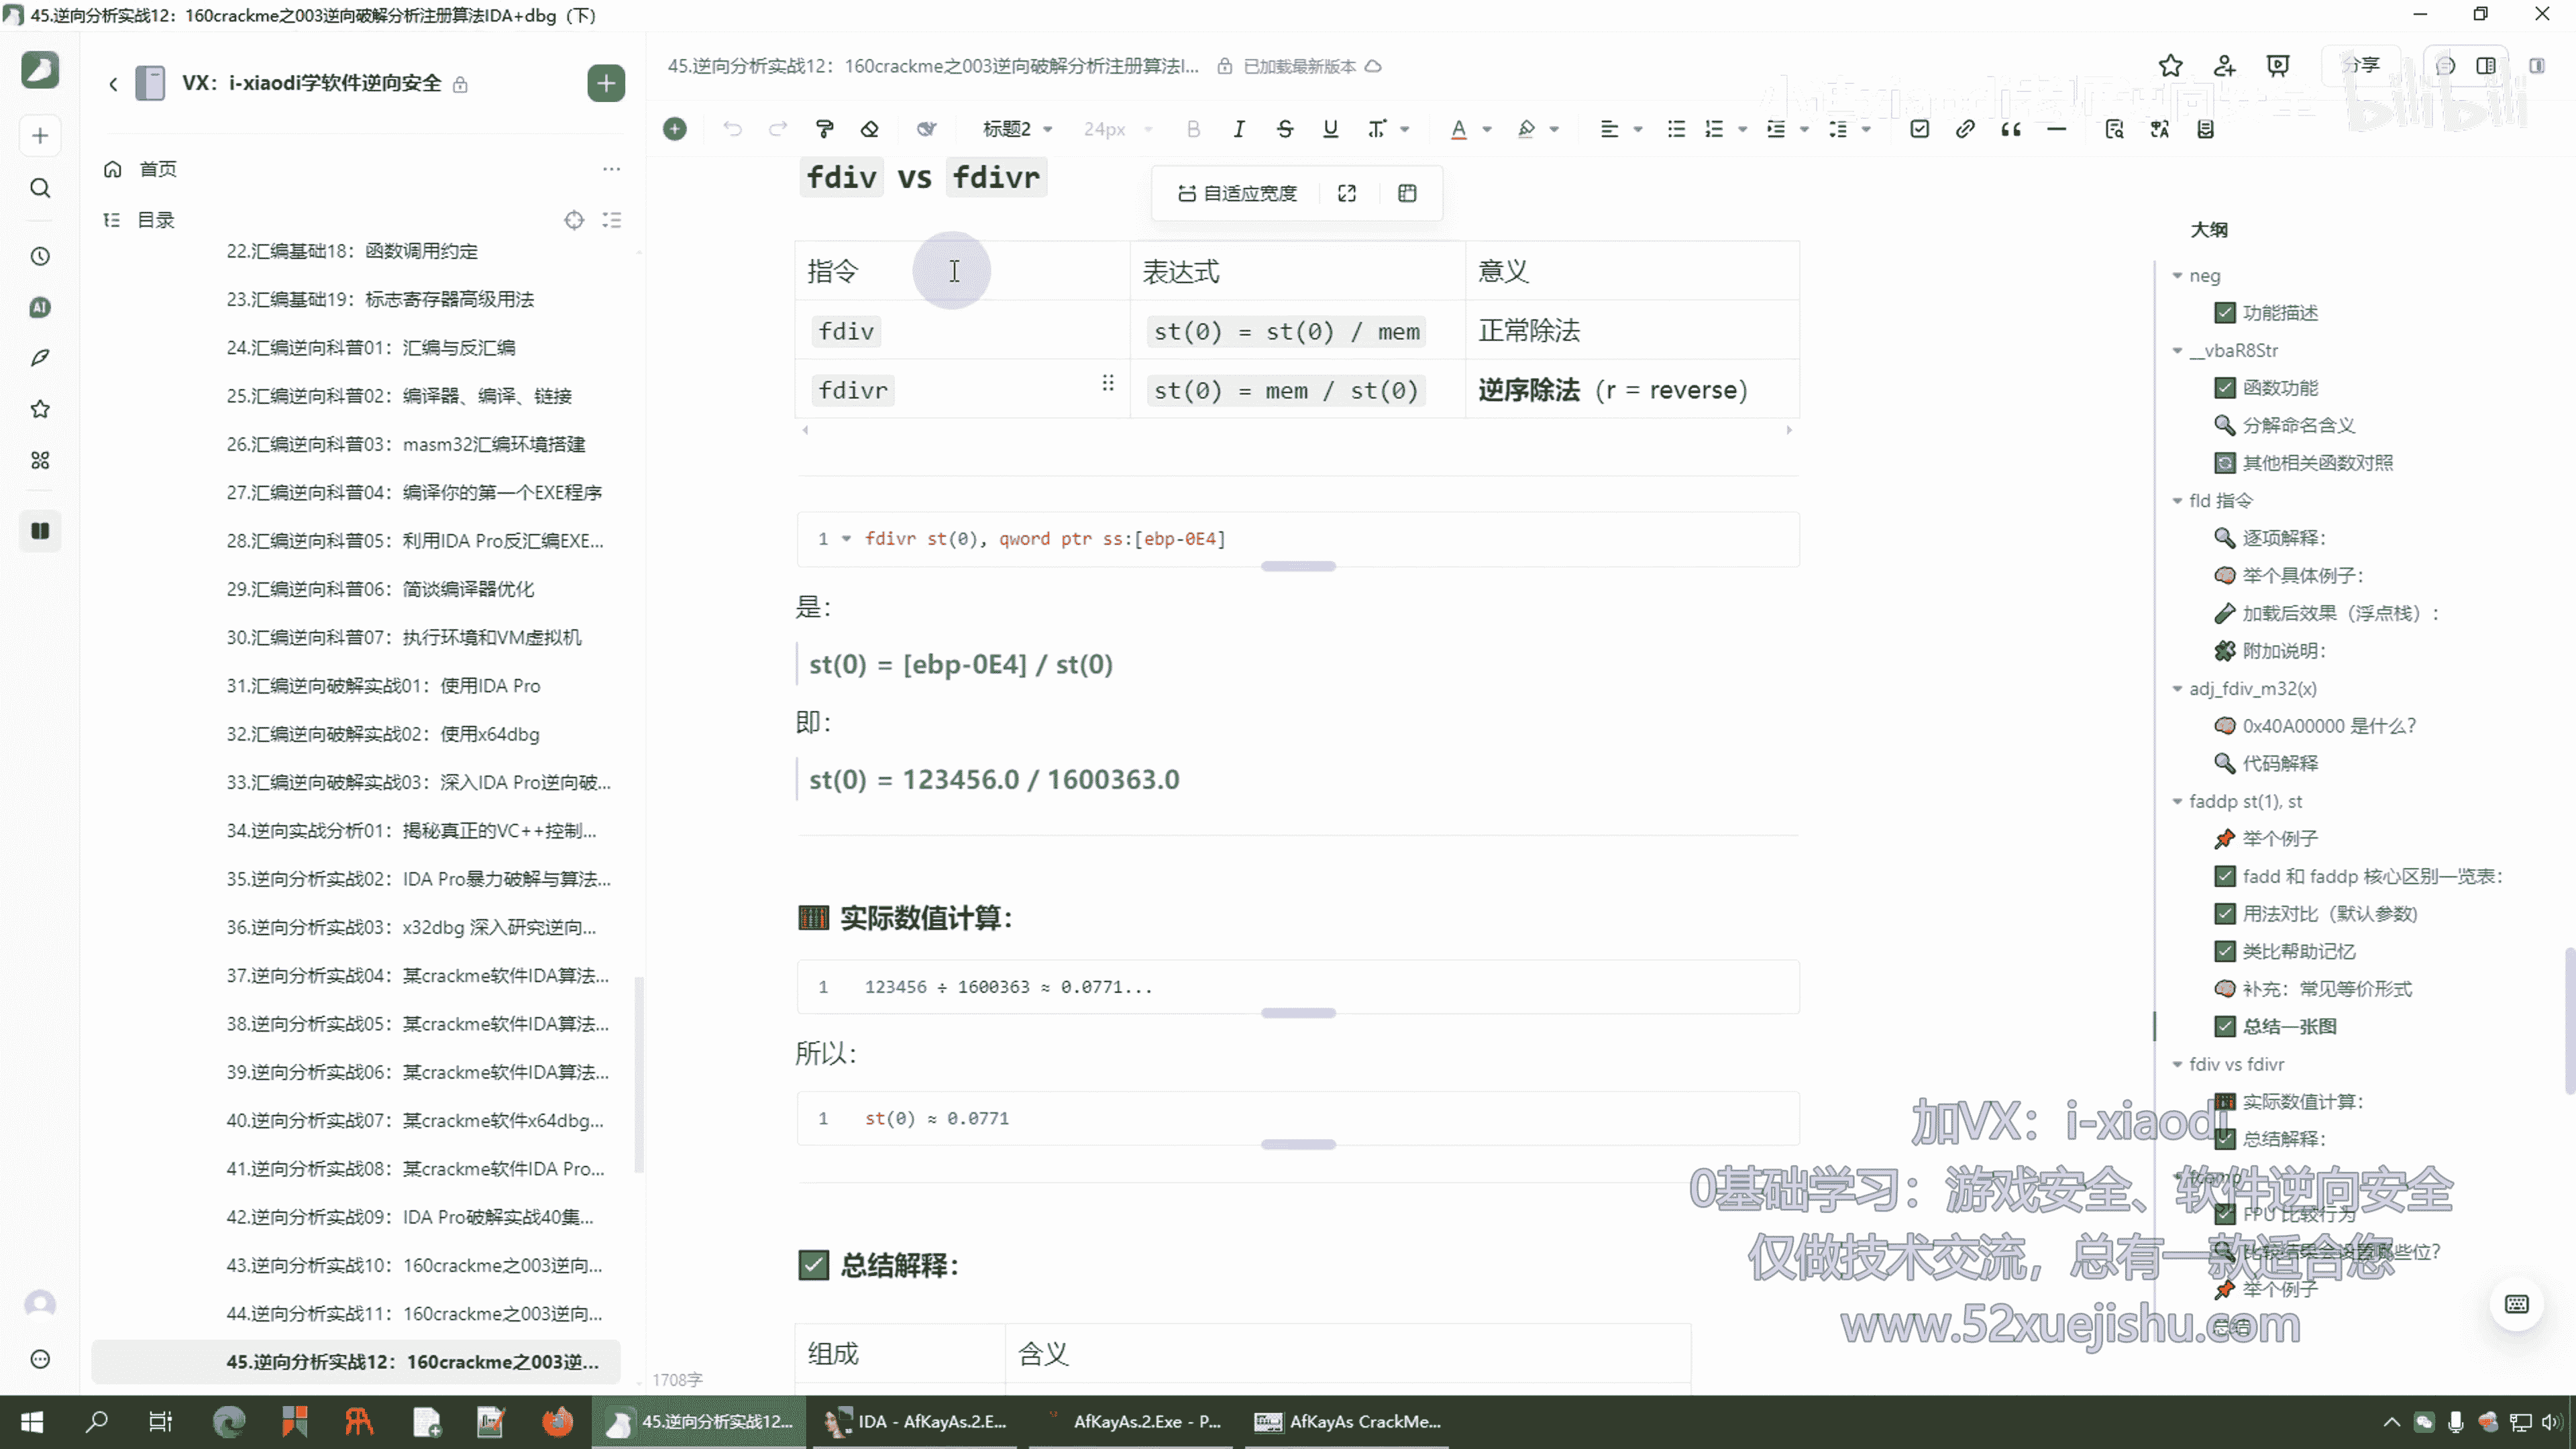 45.逆向分析实战12：160crackme之003逆向破解分析注册算法IDA+dbg（下）
VX：i-xiaodi学软件逆向安全
首页
目录
22.汇编基础18：函数调用约定
23.汇编基础19：标志寄存器高级用法
24.汇编逆向科普01：汇编与反汇编
25.汇编逆向科普02：编译器、编译、链接
26.汇编逆向科普03：masm32汇编环境搭建
27.汇编逆向科普04：编译你的第一个EXE程序
28.汇编逆向科普05：利用IDA Pro反汇编EXE...
29.汇编逆向科普06：简谈编译器优化
30.汇编逆向科普07：执行环境和VM虚拟机
31.汇编逆向破解实战01：使用IDA Pro
32.汇编逆向破解实战02：使用x64dbg
33.汇编逆向破解实战03：深入IDA Pro逆向破...
34.逆向实战分析01：揭秘真正的VC++控制...
35.逆向分析实战02：IDA Pro暴力破解与算法...
36.逆向分析实战03：x32dbg 深入研究逆向...
37.逆向分析实战04：某crackme软件IDA算法...
38.逆向分析实战05：某crackme软件IDA算法...
39.逆向分析实战06：某crackme软件IDA算法...
40.逆向分析实战07：某crackme软件x64dbg...
41.逆向分析实战08：某crackme软件IDA Pro...
42.逆向分析实战09：IDA Pro破解实战40集...
43.逆向分析实战10：160crackme之003逆向...
44.逆向分析实战11：160crackme之003逆向...
45.逆向分析实战12：160crackme之003逆...
45.逆向分析实战12：160crackme之003逆向破解分析注册算法I...
已加载最新版本
分享
标题2
24px
fdiv vs fdivr
自适应宽度
指令 表达式 意义
fdiv st(0) = st(0) / mem 正常除法
fdivr st(0) = mem / st(0) 逆序除法（r = reverse）
1 fdivr st(0), qword ptr ss:[ebp-0E4]
是：
st(0) = [ebp-0E4] / st(0)
即：
st(0) = 123456.0 / 1600363.0
实际数值计算：
1 123456 ÷ 1600363 ≈ 0.0771...
所以：
1 st(0) ≈ 0.0771
总结解释：
组成 含义
1708字
大纲
neg
功能描述
__vbaR8Str
函数功能
分解命名含义
其他相关函数对照
fld 指令
逐项解释：
举个具体例子：
加载后效果（浮点栈）：
附加说明：
adj_fdiv_m32(x)
0x40A00000 是什么？
代码解释
faddp st(1), st
举个例子
fadd 和 faddp 核心区别一览表：
用法对比（默认参数)
类比帮助记忆
补充：常见等价形式
总结一张图
fdiv vs fdivr
实际数值计算：
总结解释：
FPU 比较行为
比较结果会设置哪些位？
举个例子
总结
bilibili
加VX：i-xiaodi
0基础学习：游戏安全、软件逆向安全
仅做技术交流，总有一款适合您
www.52xuejishu.com
45.逆向分析实战12...
IDA - AfKayAs.2.E...
AfKayAs.2.Exe - P...
AfKayAs CrackMe...